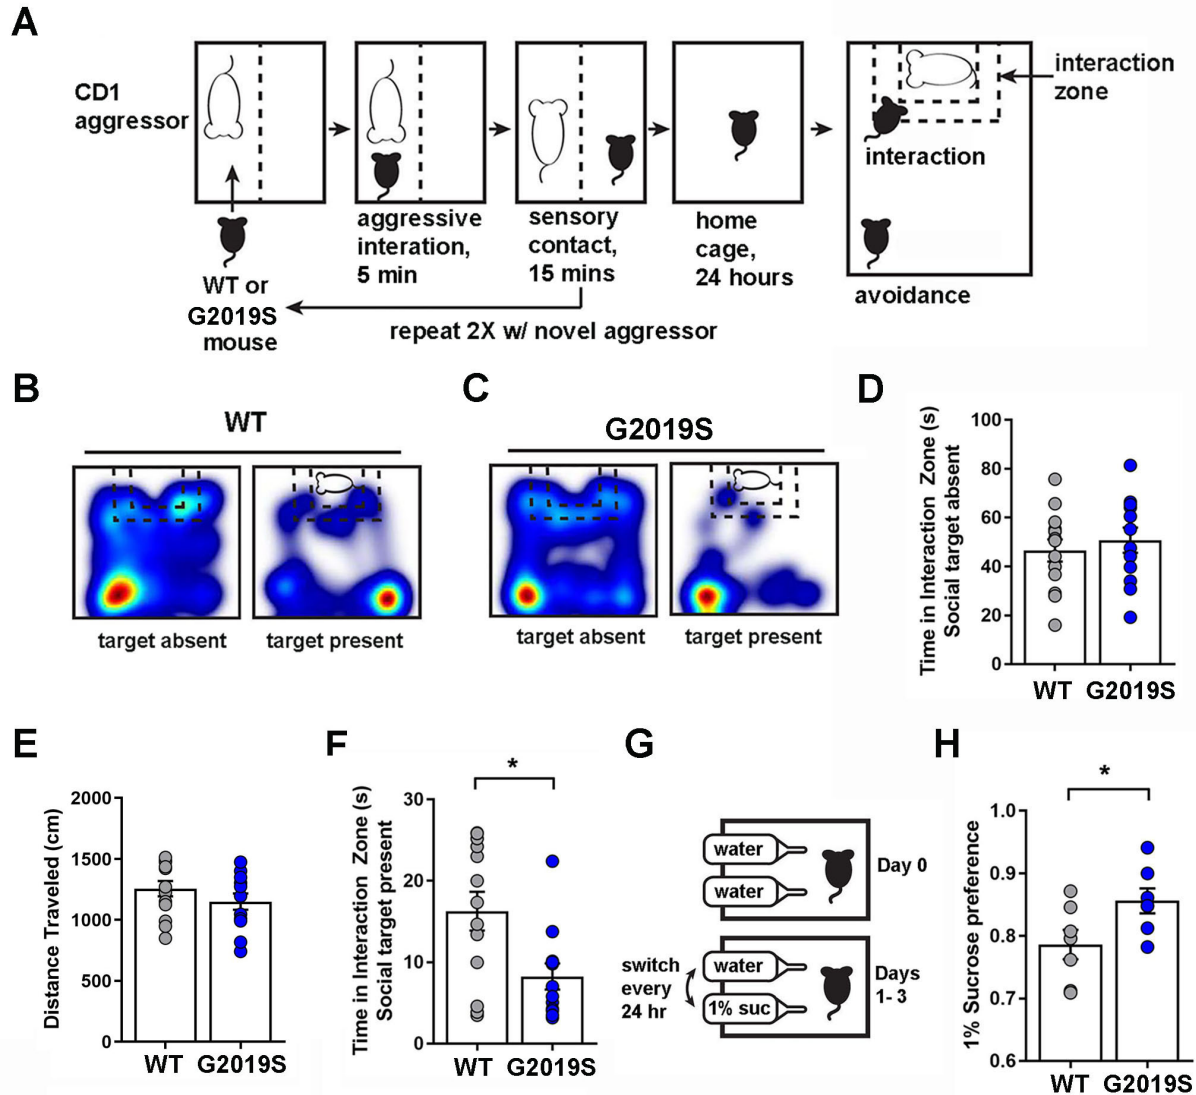 A
CD1
aggressor
WT or
G2019S
mouse
aggressive
interation,
5 min
sensory
contact,
15 mins
home
cage,
24 hours
interaction
zone
interaction
avoidance
repeat 2X w/ novel aggressor
B
WT
target absent
target present
C
G2019S
target absent
target present
D
Time in Interaction Zone (s)
Social target absent
100
80
60
40
20
0
WT
G2019S
E
Distance Traveled (cm)
2000
1500
1000
500
0
WT
G2019S
F
Time in Interaction Zone (s)
Social target present
30
20
10
0
*
WT
G2019S
G
water
water
Day 0
switch
every
24 hr
water
1% suc
Days
1- 3
H
1% Sucrose preference
1.0
0.9
0.8
0.7
0.6
*
WT
G2019S